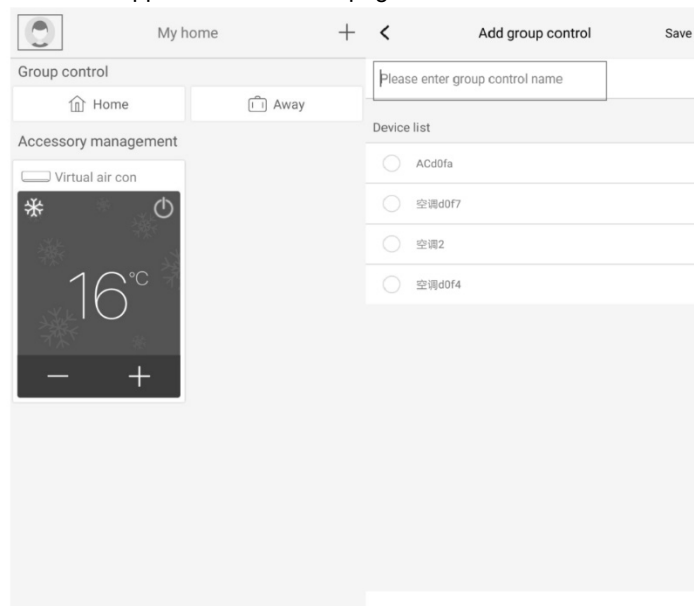 My home
Group control
Home
Away
Accessory management
Virtual air con
16°C
Add group control
Save
Please enter group control name
Device list
ACd0fa
空调d0f7
空调2
空调d0f4